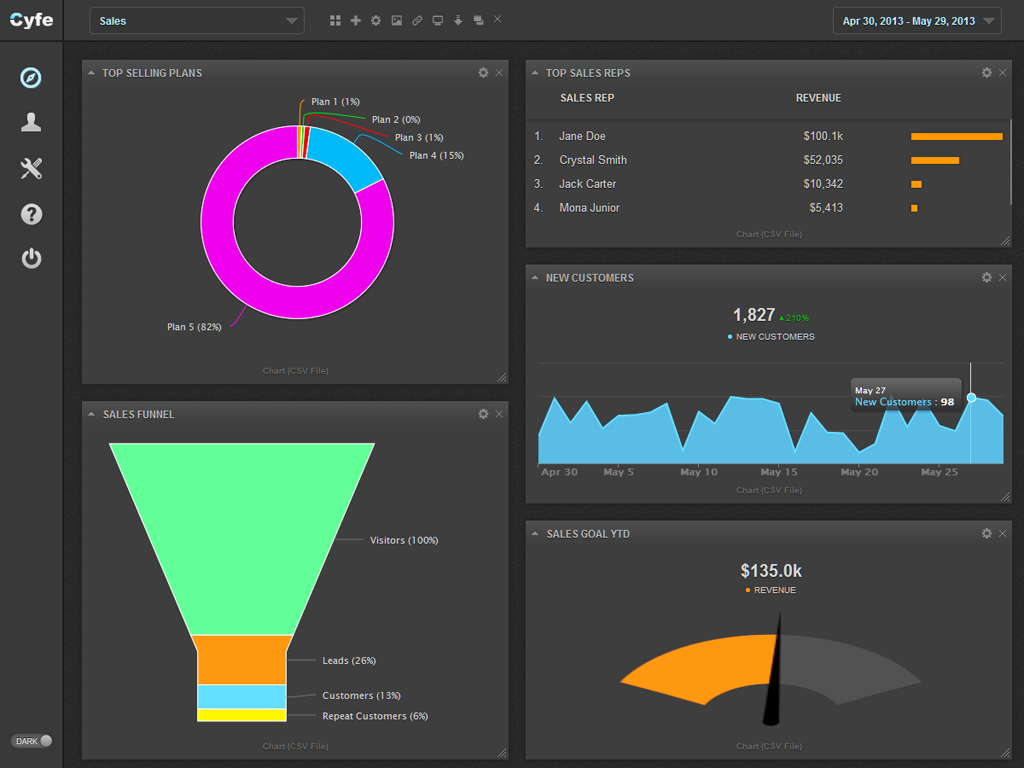 Cyfe
Sales
Apr 30, 2013 - May 29, 2013
TOP SELLING PLANS
Plan 1 (1%)
Plan 2 (0%)
Plan 3 (1%)
Plan 4 (15%)
Plan 5 (82%)
Chart (CSV File)
TOP SALES REPS
SALES REP REVENUE
1. Jane Doe $100.1k
2. Crystal Smith $52,035
3. Jack Carter $10,342
4. Mona Junior $5,413
Chart (CSV File)
NEW CUSTOMERS
1,827 ▲210%
NEW CUSTOMERS
May 27
New Customers : 98
Apr 30 May 5 May 10 May 15 May 20 May 25
Chart (CSV File)
SALES FUNNEL
Visitors (100%)
Leads (26%)
Customers (13%)
Repeat Customers (6%)
Chart (CSV File)
SALES GOAL YTD
$135.0k
REVENUE
Chart (CSV File)
DARK